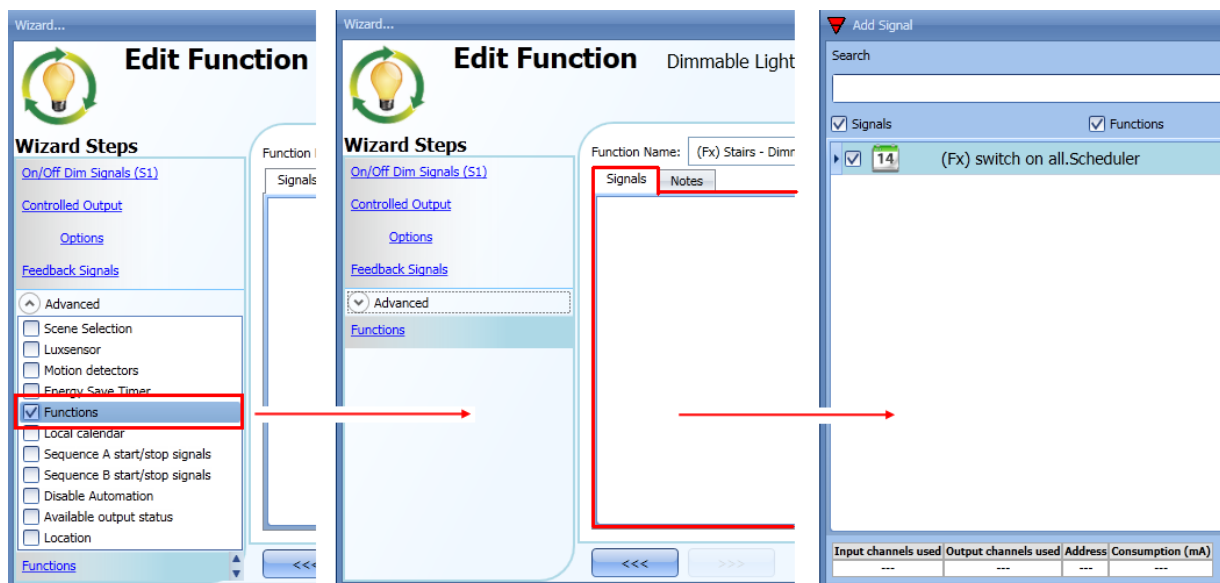 Wizard...
Edit Function
Wizard Steps
On/Off Dim Signals (S1)
Controlled Output
Options
Feedback Signals
Advanced
Scene Selection
Luxsensor
Motion detectors
Energy Save Timer
Functions
Local calendar
Sequence A start/stop signals
Sequence B start/stop signals
Disable Automation
Available output status
Location
Functions
Function
Signals
<<<
Wizard...
Edit Function Dimmable Light
Wizard Steps
On/Off Dim Signals (S1)
Controlled Output
Options
Feedback Signals
Advanced
Functions
Function Name: (Fx) Stairs - Dimm
Signals Notes
<<< >>>
Add Signal
Search
Signals Functions
14 (Fx) switch on all.Scheduler
Input channels used Output channels used Address Consumption (mA)
--- --- --- ---